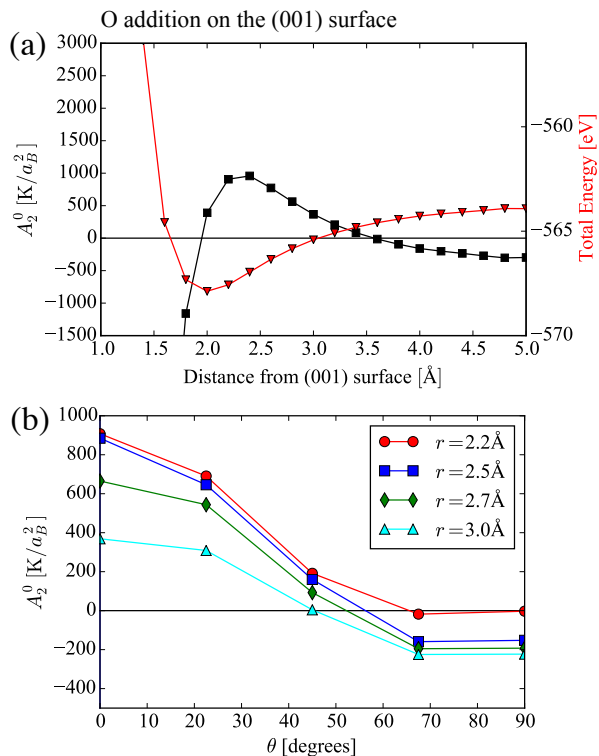 O addition on the (001) surface
(a)
3000
2500
2000
1500
1000
500
0
−500
−1000
−1500
A_2^0 [K/a_B^2]
−560
−565
−570
Total Energy [eV]
1.0 1.5 2.0 2.5 3.0 3.5 4.0 4.5 5.0
Distance from (001) surface [Å]
(b)
1000
800
600
400
200
0
−200
−400
A_2^0 [K/a_B^2]
r=2.2Å
r=2.5Å
r=2.7Å
r=3.0Å
0 10 20 30 40 50 60 70 80 90
θ [degrees]